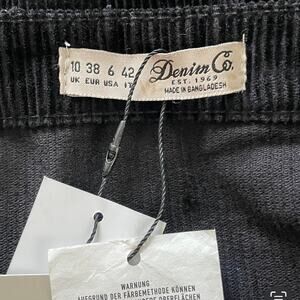 10 38 6 42 Denim Co.
UK EUR USA IT EST. 1969
MADE IN BANGLADESH
WARNUNG
AUFGRUND DER FÄRBEMETHODE KÖNNEN